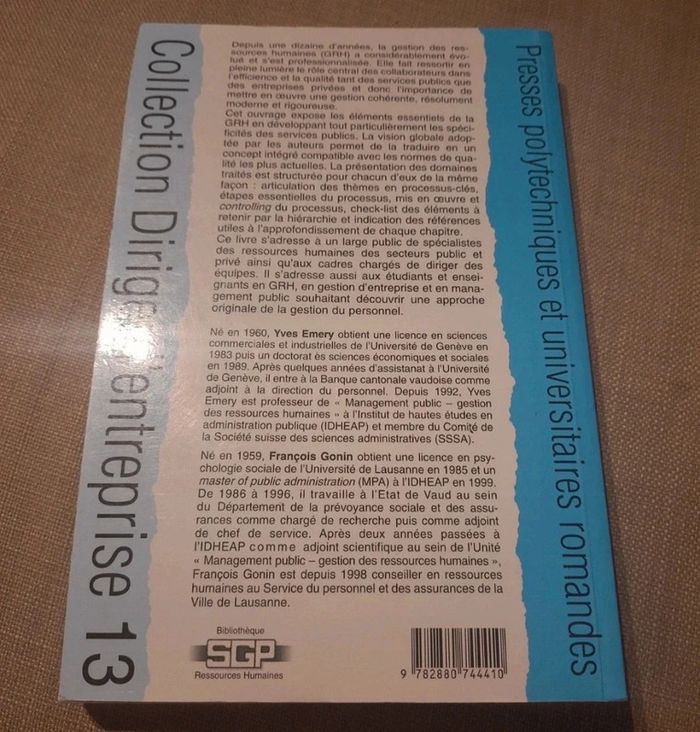 Depuis une dizaine d'années, la gestion des res-
sources humaines (GRH) a considérablement évo-
lué et s'est professionnalisée. Elle fait ressortir en
pleine lumière le rôle central des collaborateurs dans
l'efficience et la qualité tant des services publics que
des entreprises privées et donc l'importance de
mettre en œuvre une gestion cohérente, résolument
moderne et rigoureuse.
Cet ouvrage expose les éléments essentiels de la
GRH en développant tout particulièrement les spéci-
ficités des services publics. La vision globale adop-
tée par les auteurs permet de la traduire en un
concept intégré compatible avec les normes de qua-
lité les plus actuelles. La présentation des domaines
traités est structurée pour chacun d'eux de la même
façon : articulation des thèmes en processus-clés,
étapes essentielles du processus, mis en œuvre et
controlling du processus, check-list des éléments à
retenir par la hiérarchie et indication des références
utiles à l'approfondissement de chaque chapitre.
Ce livre s'adresse à un large public de spécialistes
des ressources humaines des secteurs public et
privé ainsi qu'aux cadres chargés de diriger des
équipes. Il s'adresse aussi aux étudiants et ensei-
gnants en GRH, en gestion d'entreprise et en ma-
nagement public souhaitant découvrir une approche
originale de la gestion du personnel.
Né en 1960, Yves Emery obtient une licence en sciences
commerciales et industrielles de l'Université de Genève en
1983 puis un doctorat ès sciences économiques et sociales
en 1989. Après quelques années d'assistanat à l'Université
de Genève, il entre à la Banque cantonale vaudoise comme
adjoint à la direction du personnel. Depuis 1992, Yves
Emery est professeur de « Management public – gestion
des ressources humaines » à l'Institut de hautes études en
administration publique (IDHEAP) et membre du Comité de
la Société suisse des sciences administratives (SSSA).
Né en 1959, François Gonin obtient une licence en psy-
chologie sociale de l'Université de Lausanne en 1985 et un
master of public administration (MPA) à l'IDHEAP en 1999.
De 1986 à 1996, il travaille à l'Etat de Vaud au sein
du Département de la prévoyance sociale et des assu-
rances comme chargé de recherche puis comme adjoint
de chef de service. Après deux années passées à
l'IDHEAP comme adjoint scientifique au sein de l'Unité
« Management public – gestion des ressources humaines »,
François Gonin est depuis 1998 conseiller en ressources
humaines au Service du personnel et des assurances de la
Ville de Lausanne.
Bibliothèque
SGP
Ressources Humaines
9 782880 744410
Collection Diriger l'entreprise 13
Presses polytechniques et universitaires romandes